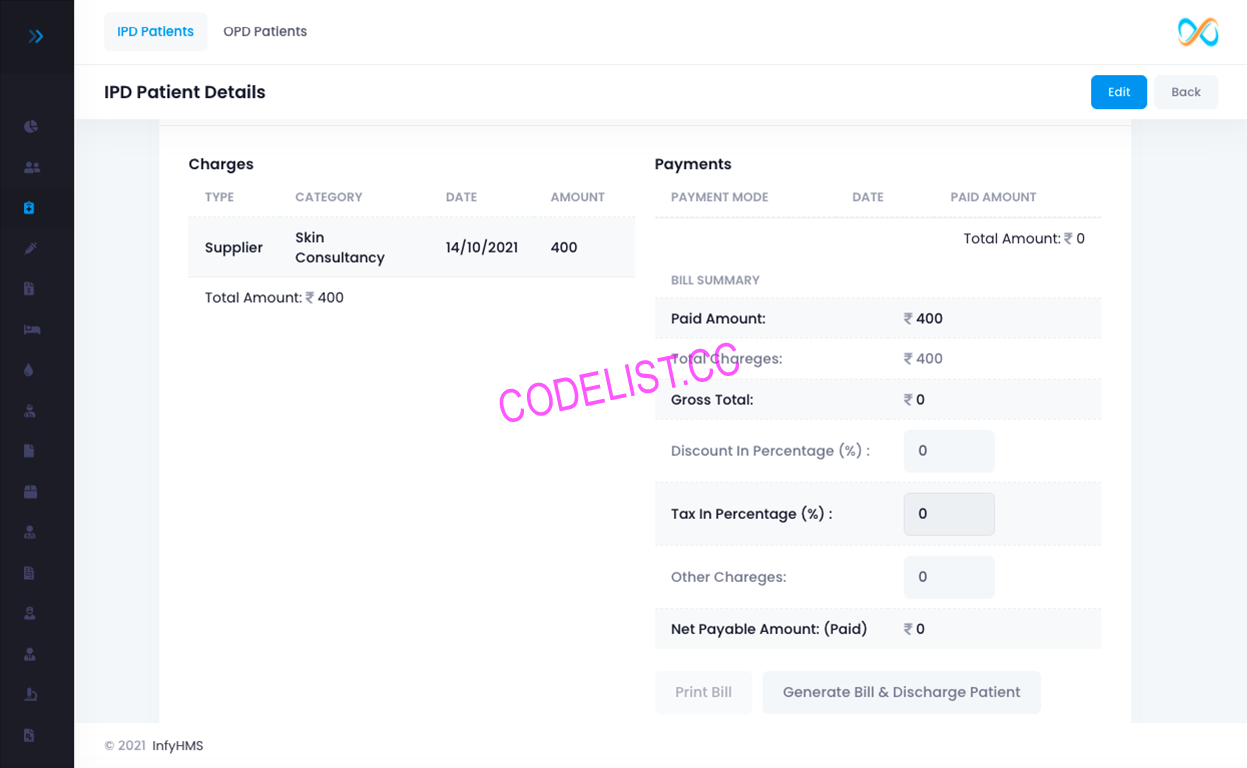 IPD Patients OPD Patients
IPD Patient Details
Edit Back
Charges
TYPE CATEGORY DATE AMOUNT
Supplier Skin Consultancy 14/10/2021 400
Total Amount: ₹ 400
Payments
PAYMENT MODE DATE PAID AMOUNT
Total Amount: ₹ 0
BILL SUMMARY
Paid Amount: ₹ 400
Total Chareges: ₹ 400
Gross Total: ₹ 0
Discount In Percentage (%) : 0
Tax In Percentage (%) : 0
Other Chareges: 0
Net Payable Amount: (Paid) ₹ 0
Print Bill Generate Bill & Discharge Patient
CODELIST.CC
© 2021 InfyHMS